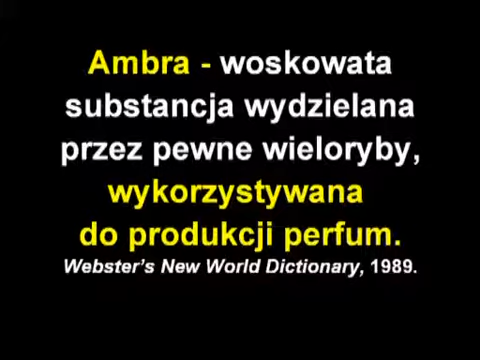 Ambra - woskowata
substancja wydzielana
przez pewne wieloryby,
wykorzystywana
do produkcji perfum.
Webster's New World Dictionary, 1989.